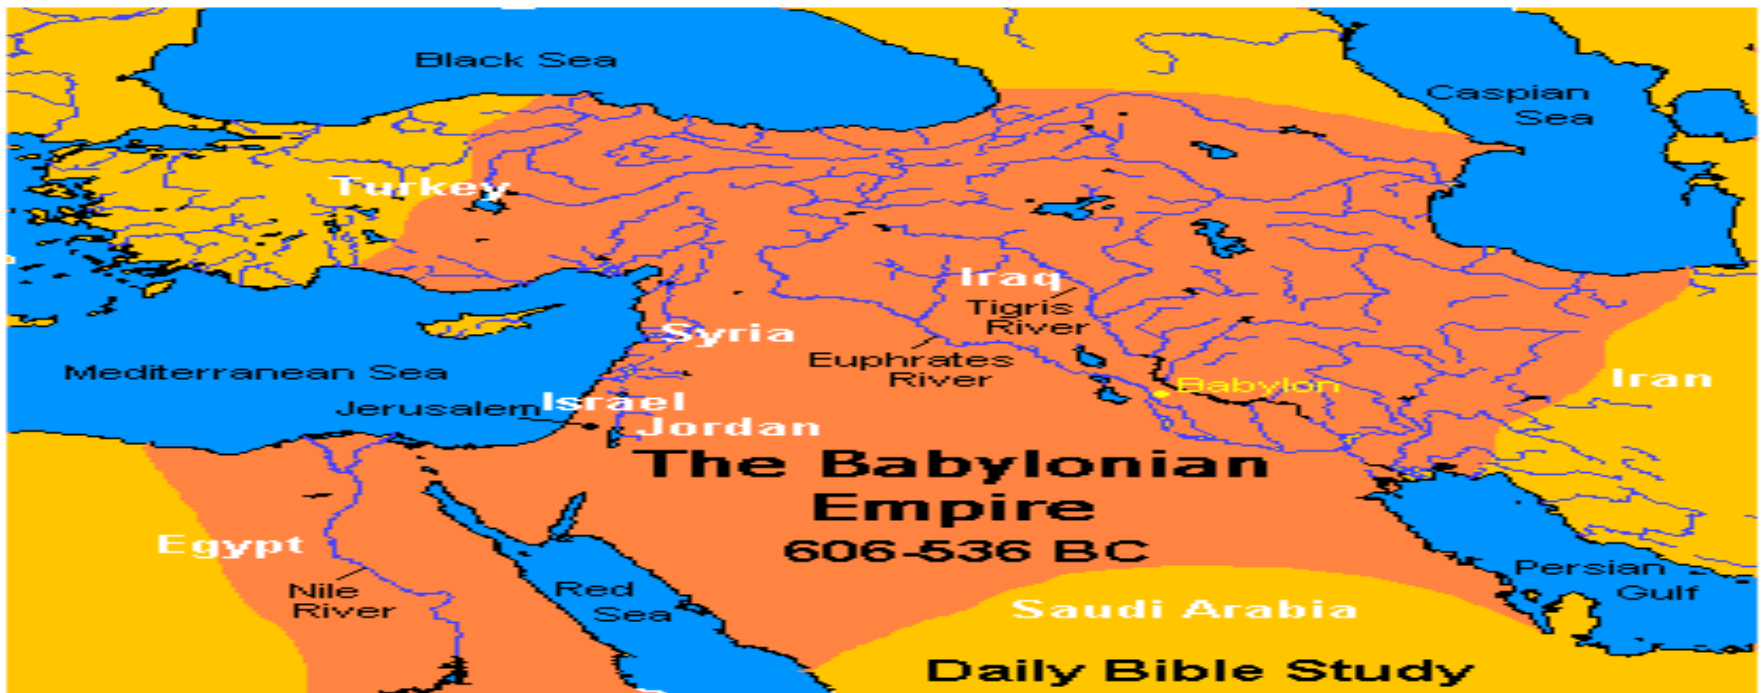 Black Sea
Caspian
Sea
Turkey
Iraq
Tigris
River
Syria
Euphrates
River
Mediterranean Sea
Iran
Babylon
Jerusalem
Israel
Jordan
The Babylonian
Empire
606-536 BC
Egypt
Nile
River
Red
Sea
Persian
Gulf
Saudi Arabia
Daily Bible Study